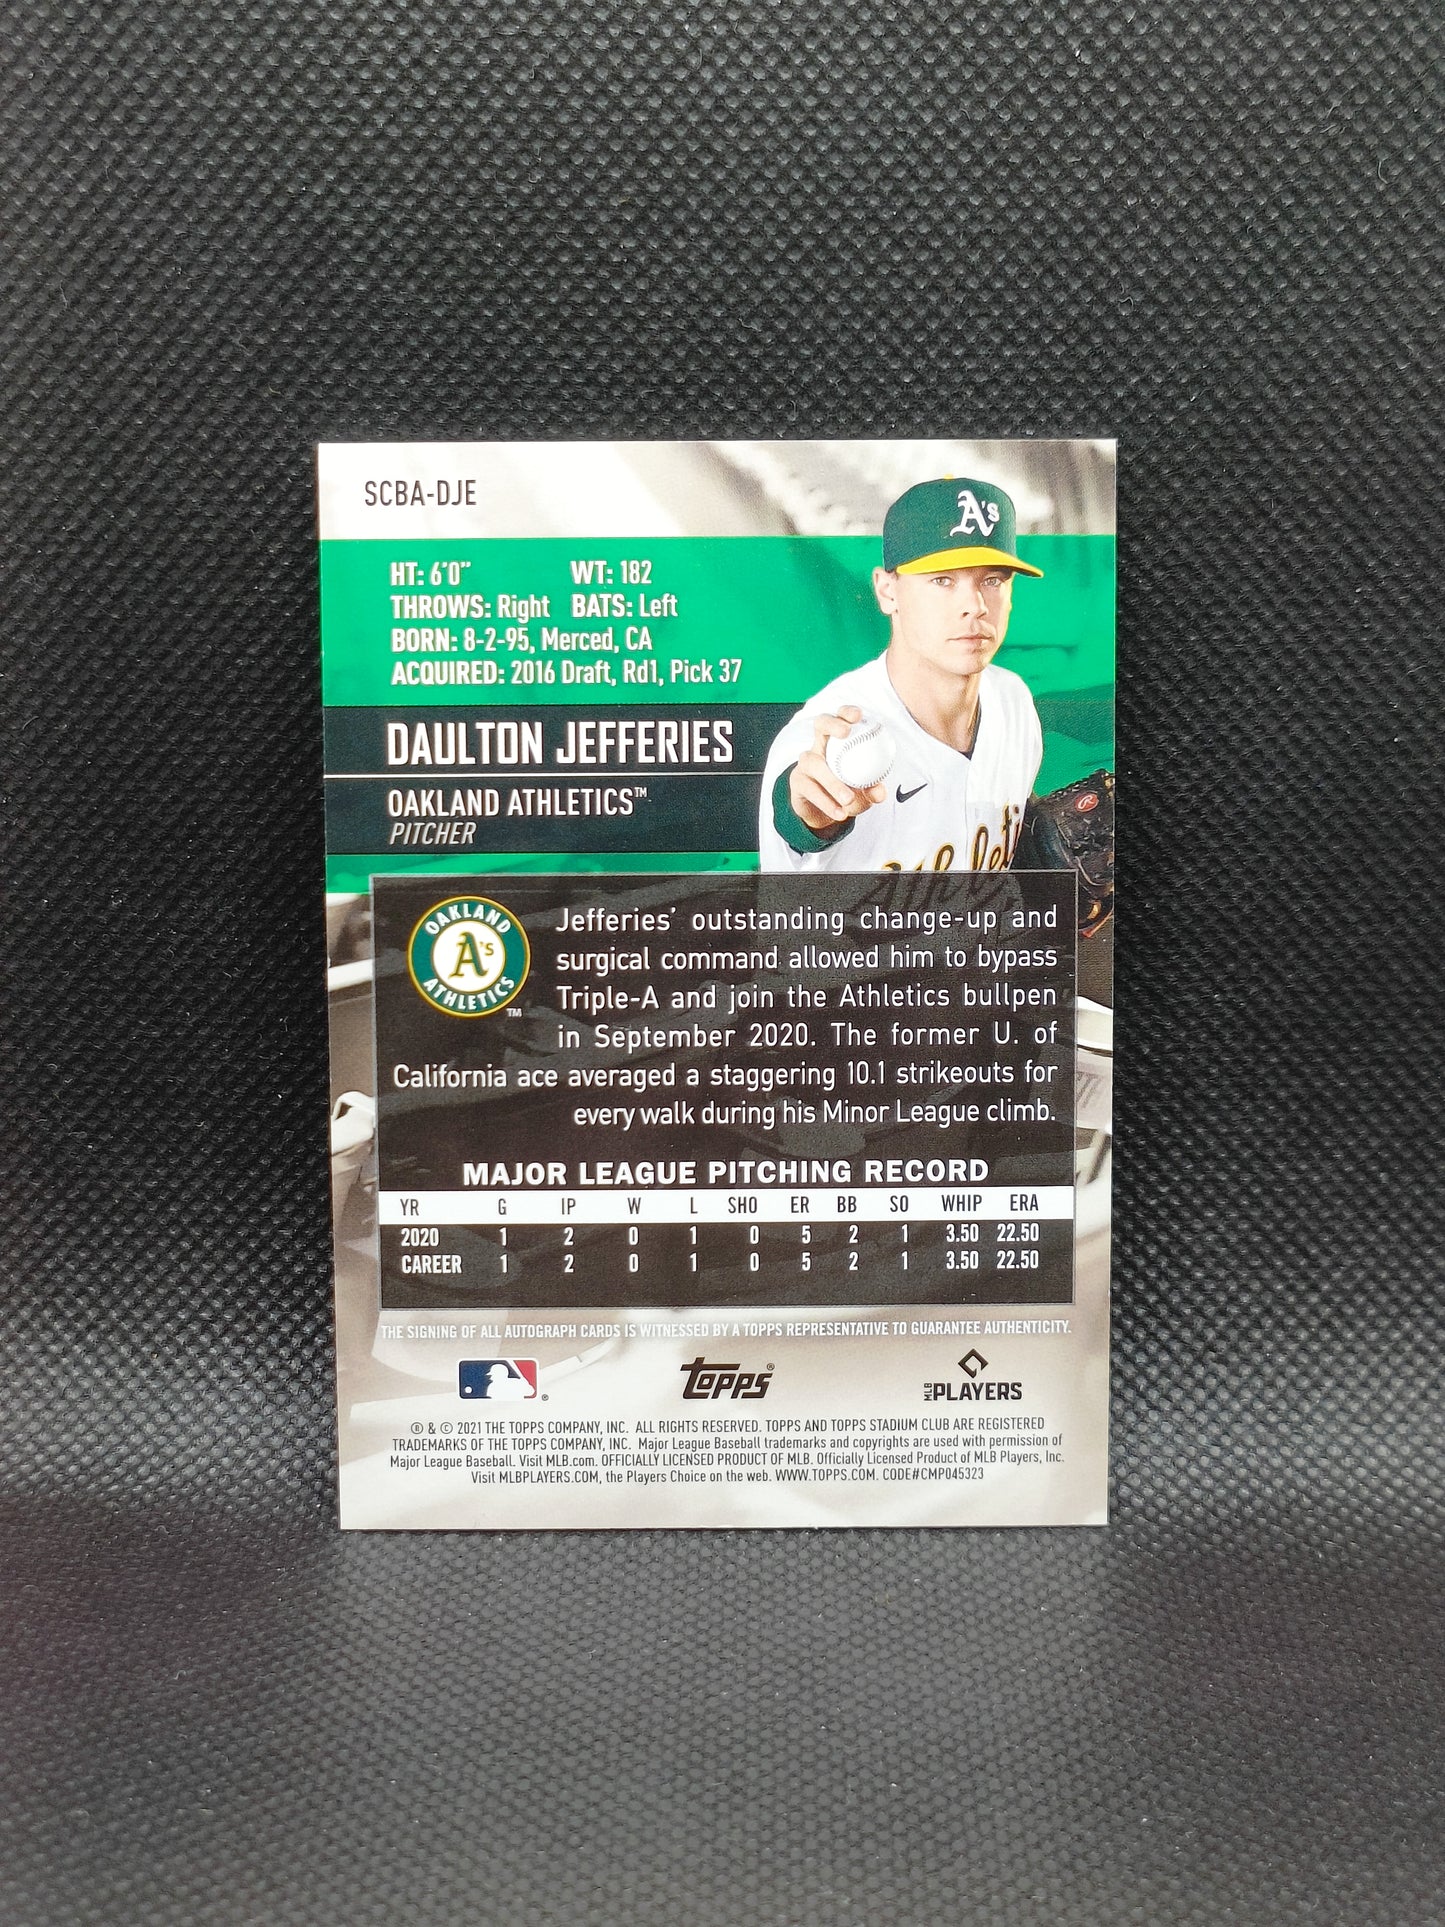 SCBA-DJE
A's
HT: 6'0" WT: 182
THROWS: Right BATS: Left
BORN: 8-2-95, Merced, CA
ACQUIRED: 2016 Draft, Rd1, Pick 37
DAULTON JEFFERIES
OAKLAND ATHLETICS™
PITCHER
Athleti
OAKLAND
A's
ATHLETICS
™
Jefferies' outstanding change-up and
surgical command allowed him to bypass
Triple-A and join the Athletics bullpen
in September 2020. The former U. of
California ace averaged a staggering 10.1 strikeouts for
every walk during his Minor League climb.
MAJOR LEAGUE PITCHING RECORD
YR G IP W L SHO ER BB SO WHIP ERA
2020 1 2 0 1 0 5 2 1 3.50 22.50
CAREER 1 2 0 1 0 5 2 1 3.50 22.50
THE SIGNING OF ALL AUTOGRAPH CARDS IS WITNESSED BY A TOPPS REPRESENTATIVE TO GUARANTEE AUTHENTICITY.
® topps® MLB PLAYERS
® & © 2021 THE TOPPS COMPANY, INC. ALL RIGHTS RESERVED. TOPPS AND TOPPS STADIUM CLUB ARE REGISTERED
TRADEMARKS OF THE TOPPS COMPANY, INC. Major League Baseball trademarks and copyrights are used with permission of
Major League Baseball. Visit MLB.com. OFFICIALLY LICENSED PRODUCT OF MLB. Officially Licensed Product of MLB Players, Inc.
Visit MLBPLAYERS.COM, the Players Choice on the web. WWW.TOPPS.COM. CODE#CMP045323